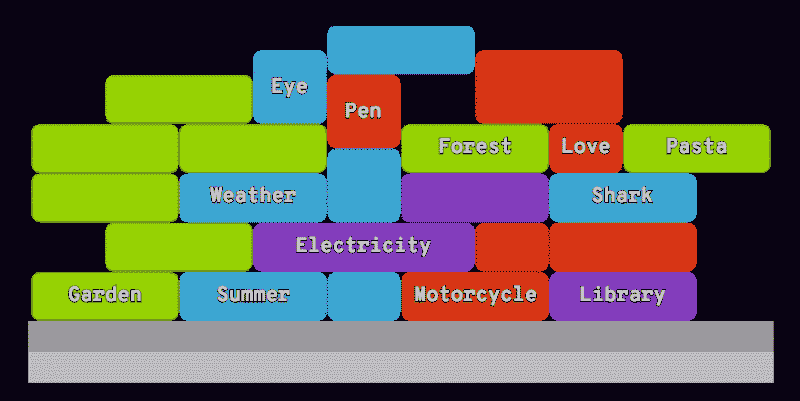 Eye
Pen
Forest Love Pasta
Weather Shark
Electricity
Garden Summer Motorcycle Library